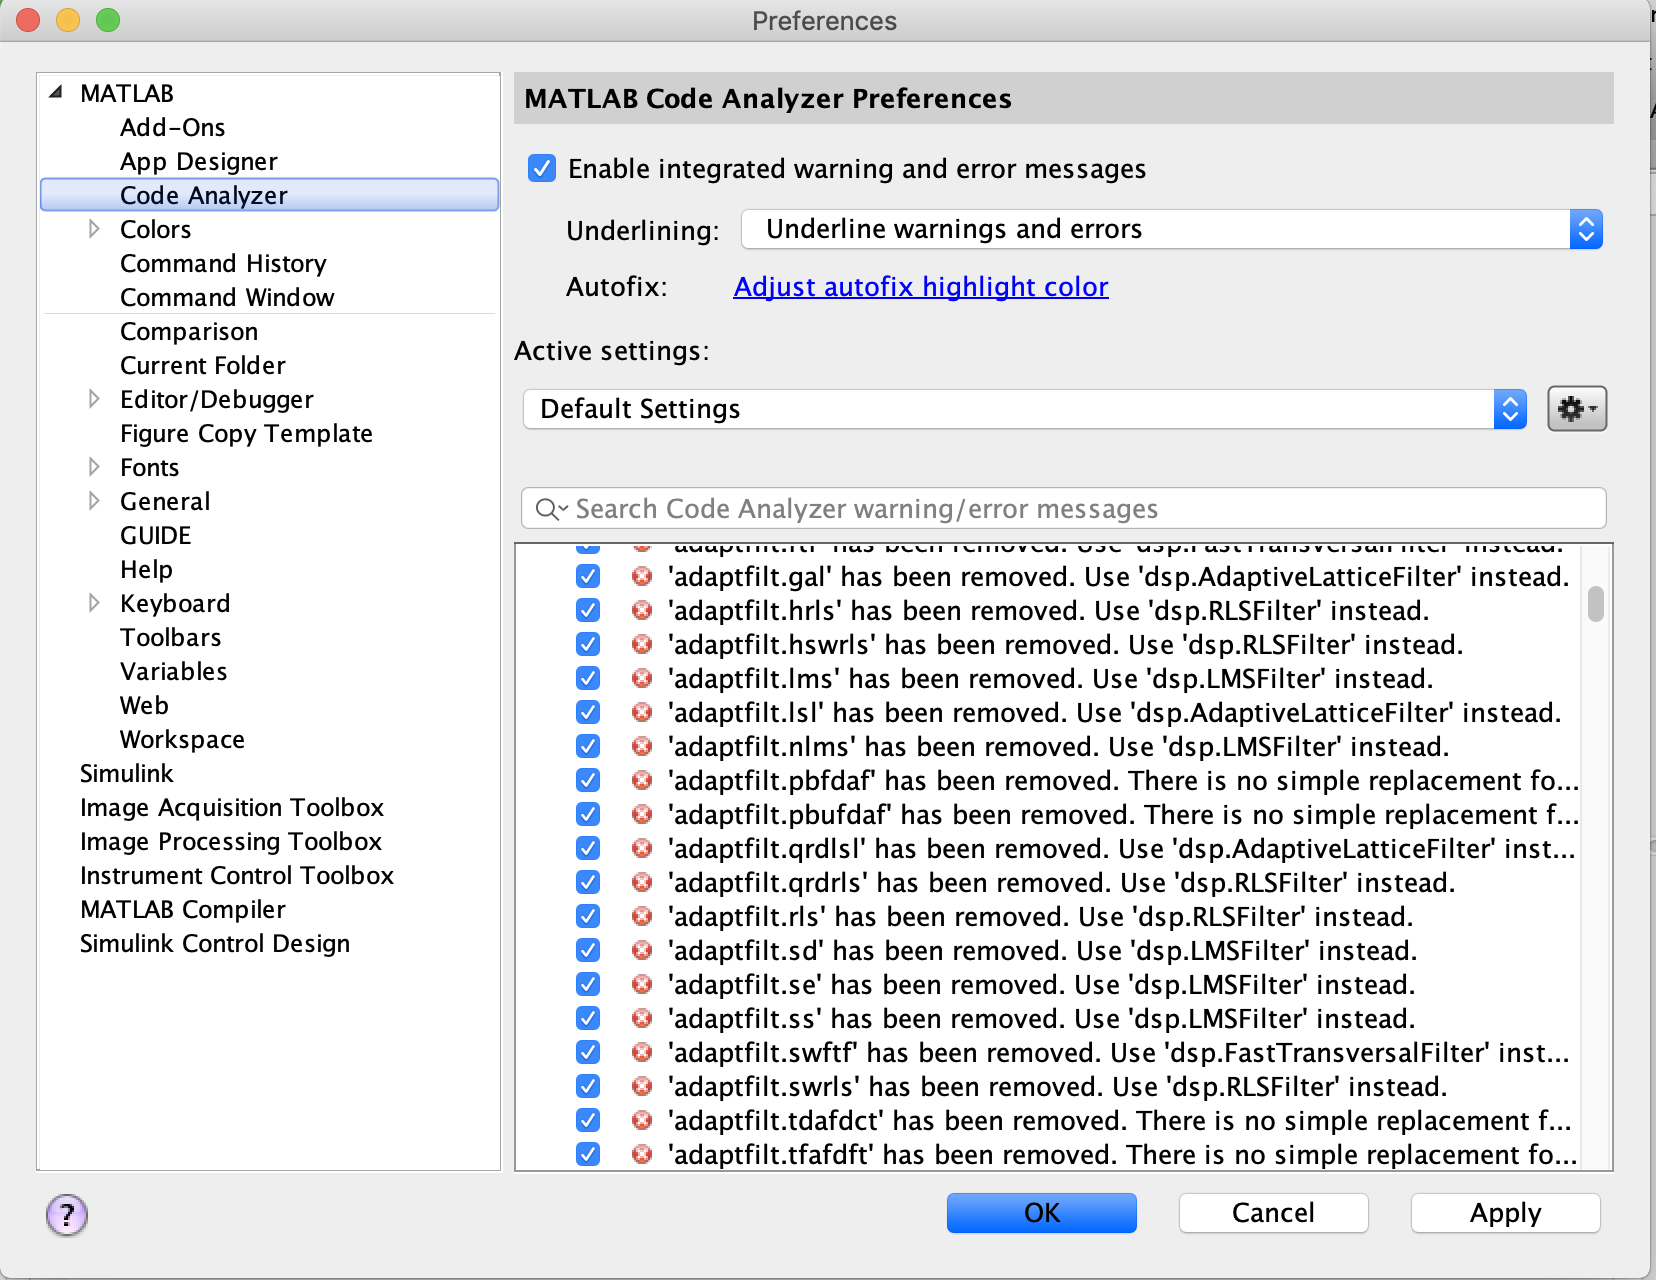 Preferences
MATLAB
Add-Ons
App Designer
Code Analyzer
Colors
Command History
Command Window
Comparison
Current Folder
Editor/Debugger
Figure Copy Template
Fonts
General
GUIDE
Help
Keyboard
Toolbars
Variables
Web
Workspace
Simulink
Image Acquisition Toolbox
Image Processing Toolbox
Instrument Control Toolbox
MATLAB Compiler
Simulink Control Design
MATLAB Code Analyzer Preferences
Enable integrated warning and error messages
Underlining: Underline warnings and errors
Autofix: Adjust autofix highlight color
Active settings:
Default Settings
Search Code Analyzer warning/error messages
'adaptfilt.ftf' has been removed. Use 'dsp.FastTransversalFilter' instead.
'adaptfilt.gal' has been removed. Use 'dsp.AdaptiveLatticeFilter' instead.
'adaptfilt.hrls' has been removed. Use 'dsp.RLSFilter' instead.
'adaptfilt.hswrls' has been removed. Use 'dsp.RLSFilter' instead.
'adaptfilt.lms' has been removed. Use 'dsp.LMSFilter' instead.
'adaptfilt.lsl' has been removed. Use 'dsp.AdaptiveLatticeFilter' instead.
'adaptfilt.nlms' has been removed. Use 'dsp.LMSFilter' instead.
'adaptfilt.pbfdaf' has been removed. There is no simple replacement fo...
'adaptfilt.pbufdaf' has been removed. There is no simple replacement f...
'adaptfilt.qrdlsl' has been removed. Use 'dsp.AdaptiveLatticeFilter' inst...
'adaptfilt.qrdrls' has been removed. Use 'dsp.RLSFilter' instead.
'adaptfilt.rls' has been removed. Use 'dsp.RLSFilter' instead.
'adaptfilt.sd' has been removed. Use 'dsp.LMSFilter' instead.
'adaptfilt.se' has been removed. Use 'dsp.LMSFilter' instead.
'adaptfilt.ss' has been removed. Use 'dsp.LMSFilter' instead.
'adaptfilt.swftf' has been removed. Use 'dsp.FastTransversalFilter' inst...
'adaptfilt.swrls' has been removed. Use 'dsp.RLSFilter' instead.
'adaptfilt.tdafdct' has been removed. There is no simple replacement f...
'adaptfilt.tfafdft' has been removed. There is no simple replacement fo...
?
OK
Cancel
Apply